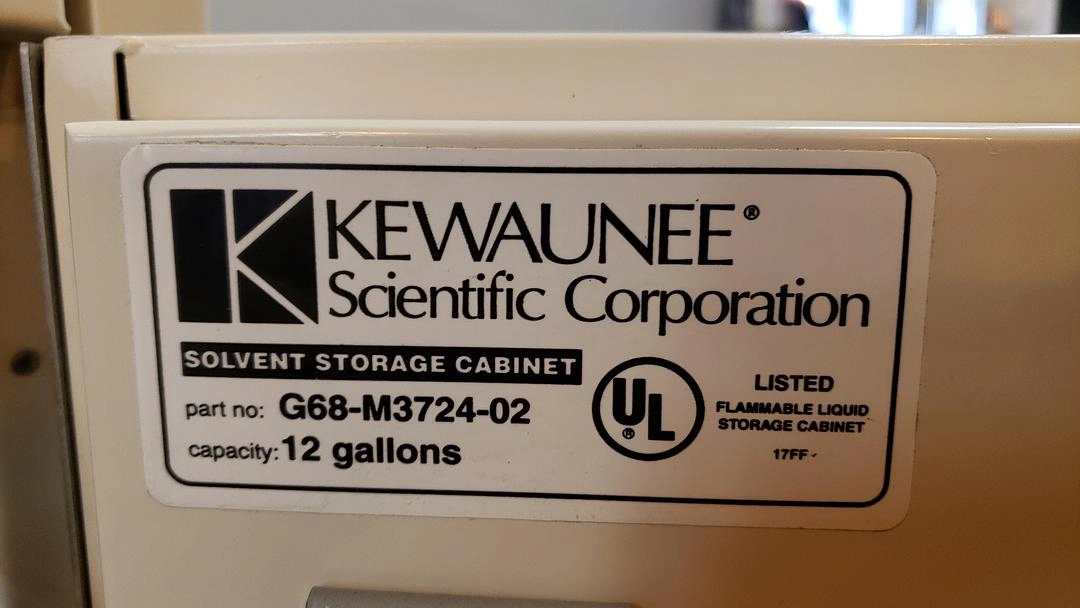 KEWAUNEE®
Scientific Corporation
SOLVENT STORAGE CABINET
part no: G68-M3724-02
capacity: 12 gallons
UL®
LISTED
FLAMMABLE LIQUID
STORAGE CABINET
17FF